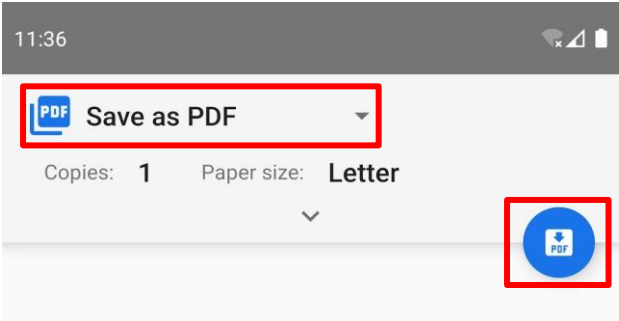 11:36
PDF Save as PDF
Copies: 1 Paper size: Letter
PDF